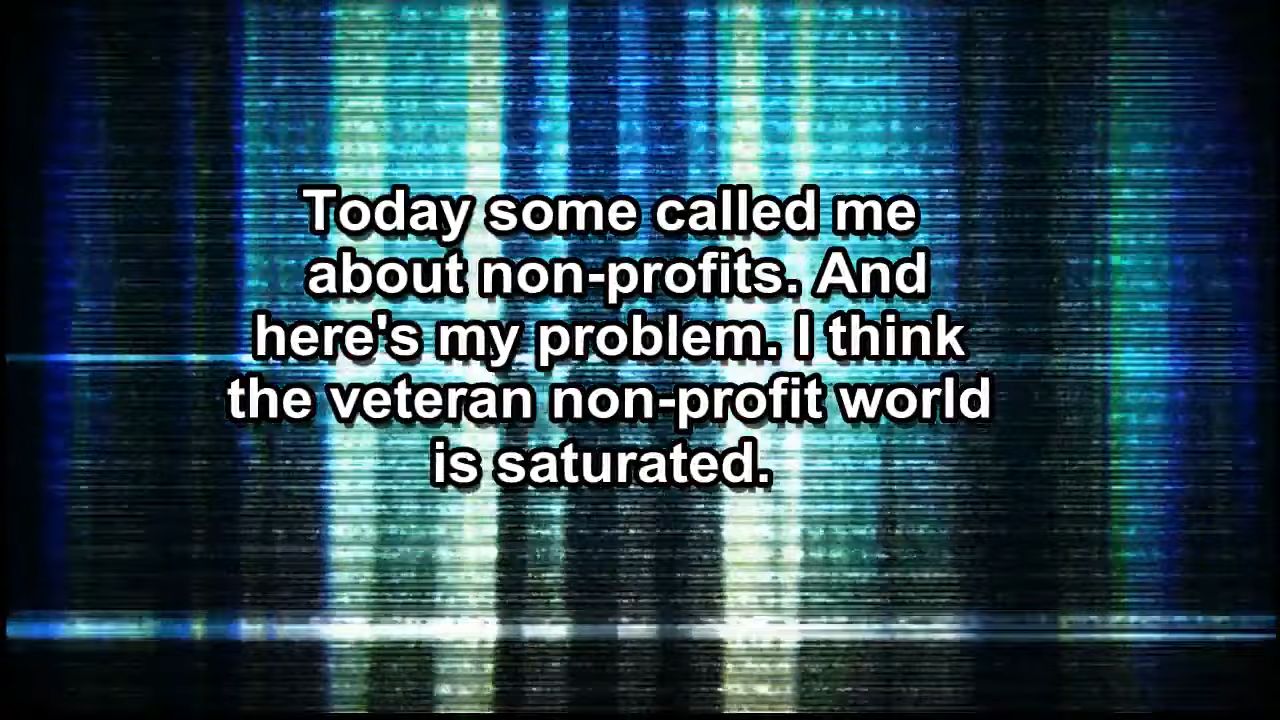 Today some called me
about non-profits. And
here's my problem. I think
the veteran non-profit world
is saturated.